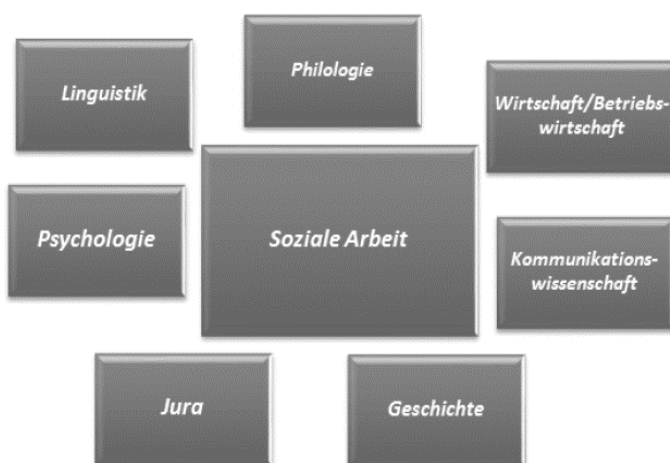 Philologie
Linguistik
Wirtschaft/Betriebs-
wirtschaft
Psychologie
Soziale Arbeit
Kommunikations-
wissenschaft
Jura
Geschichte